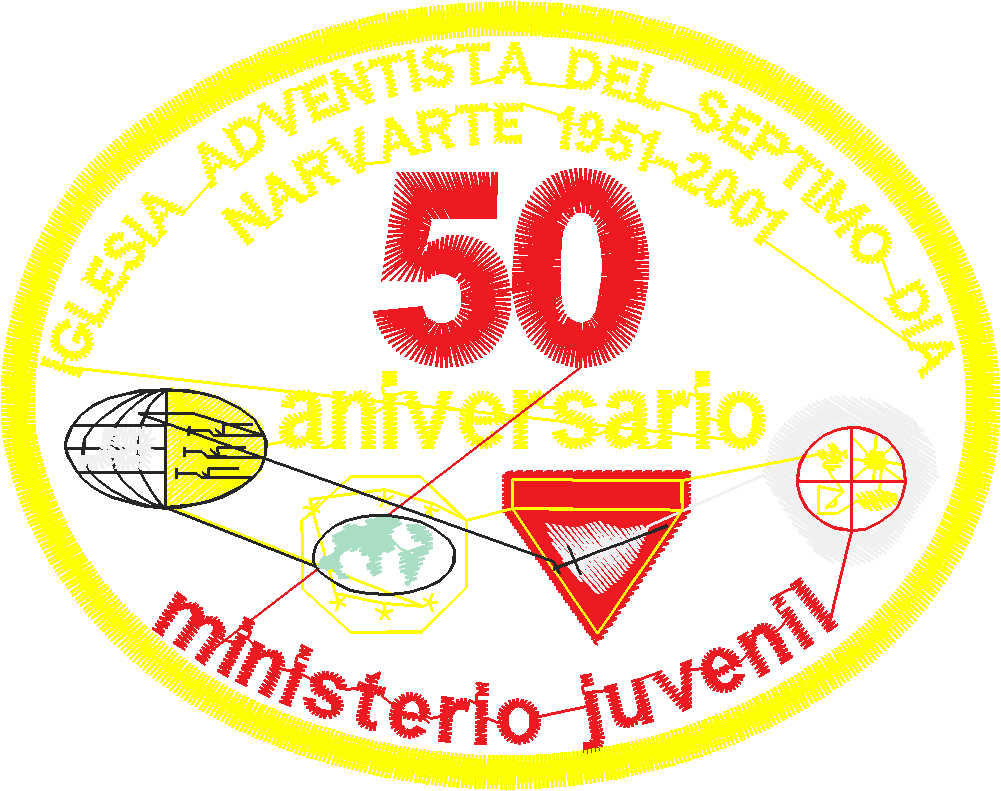 IGLESIA ADVENTISTA DEL SEPTIMO DIA
NARVARTE 1951-2001
50
aniversario
ministerio juvenil